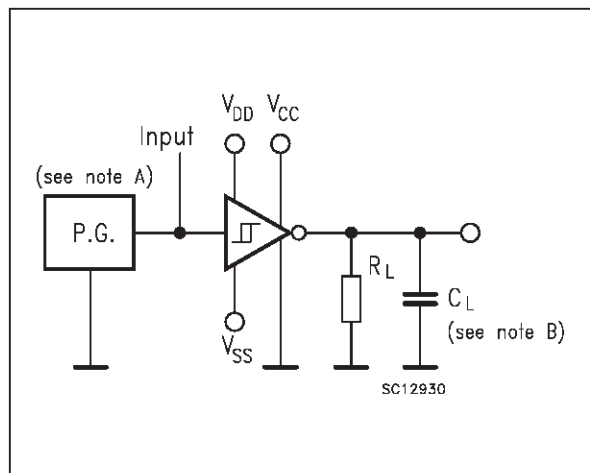 V_DD V_CC
Input
(see note A)
P.G.
R_L
C_L
(see note B)
V_SS
SC12930